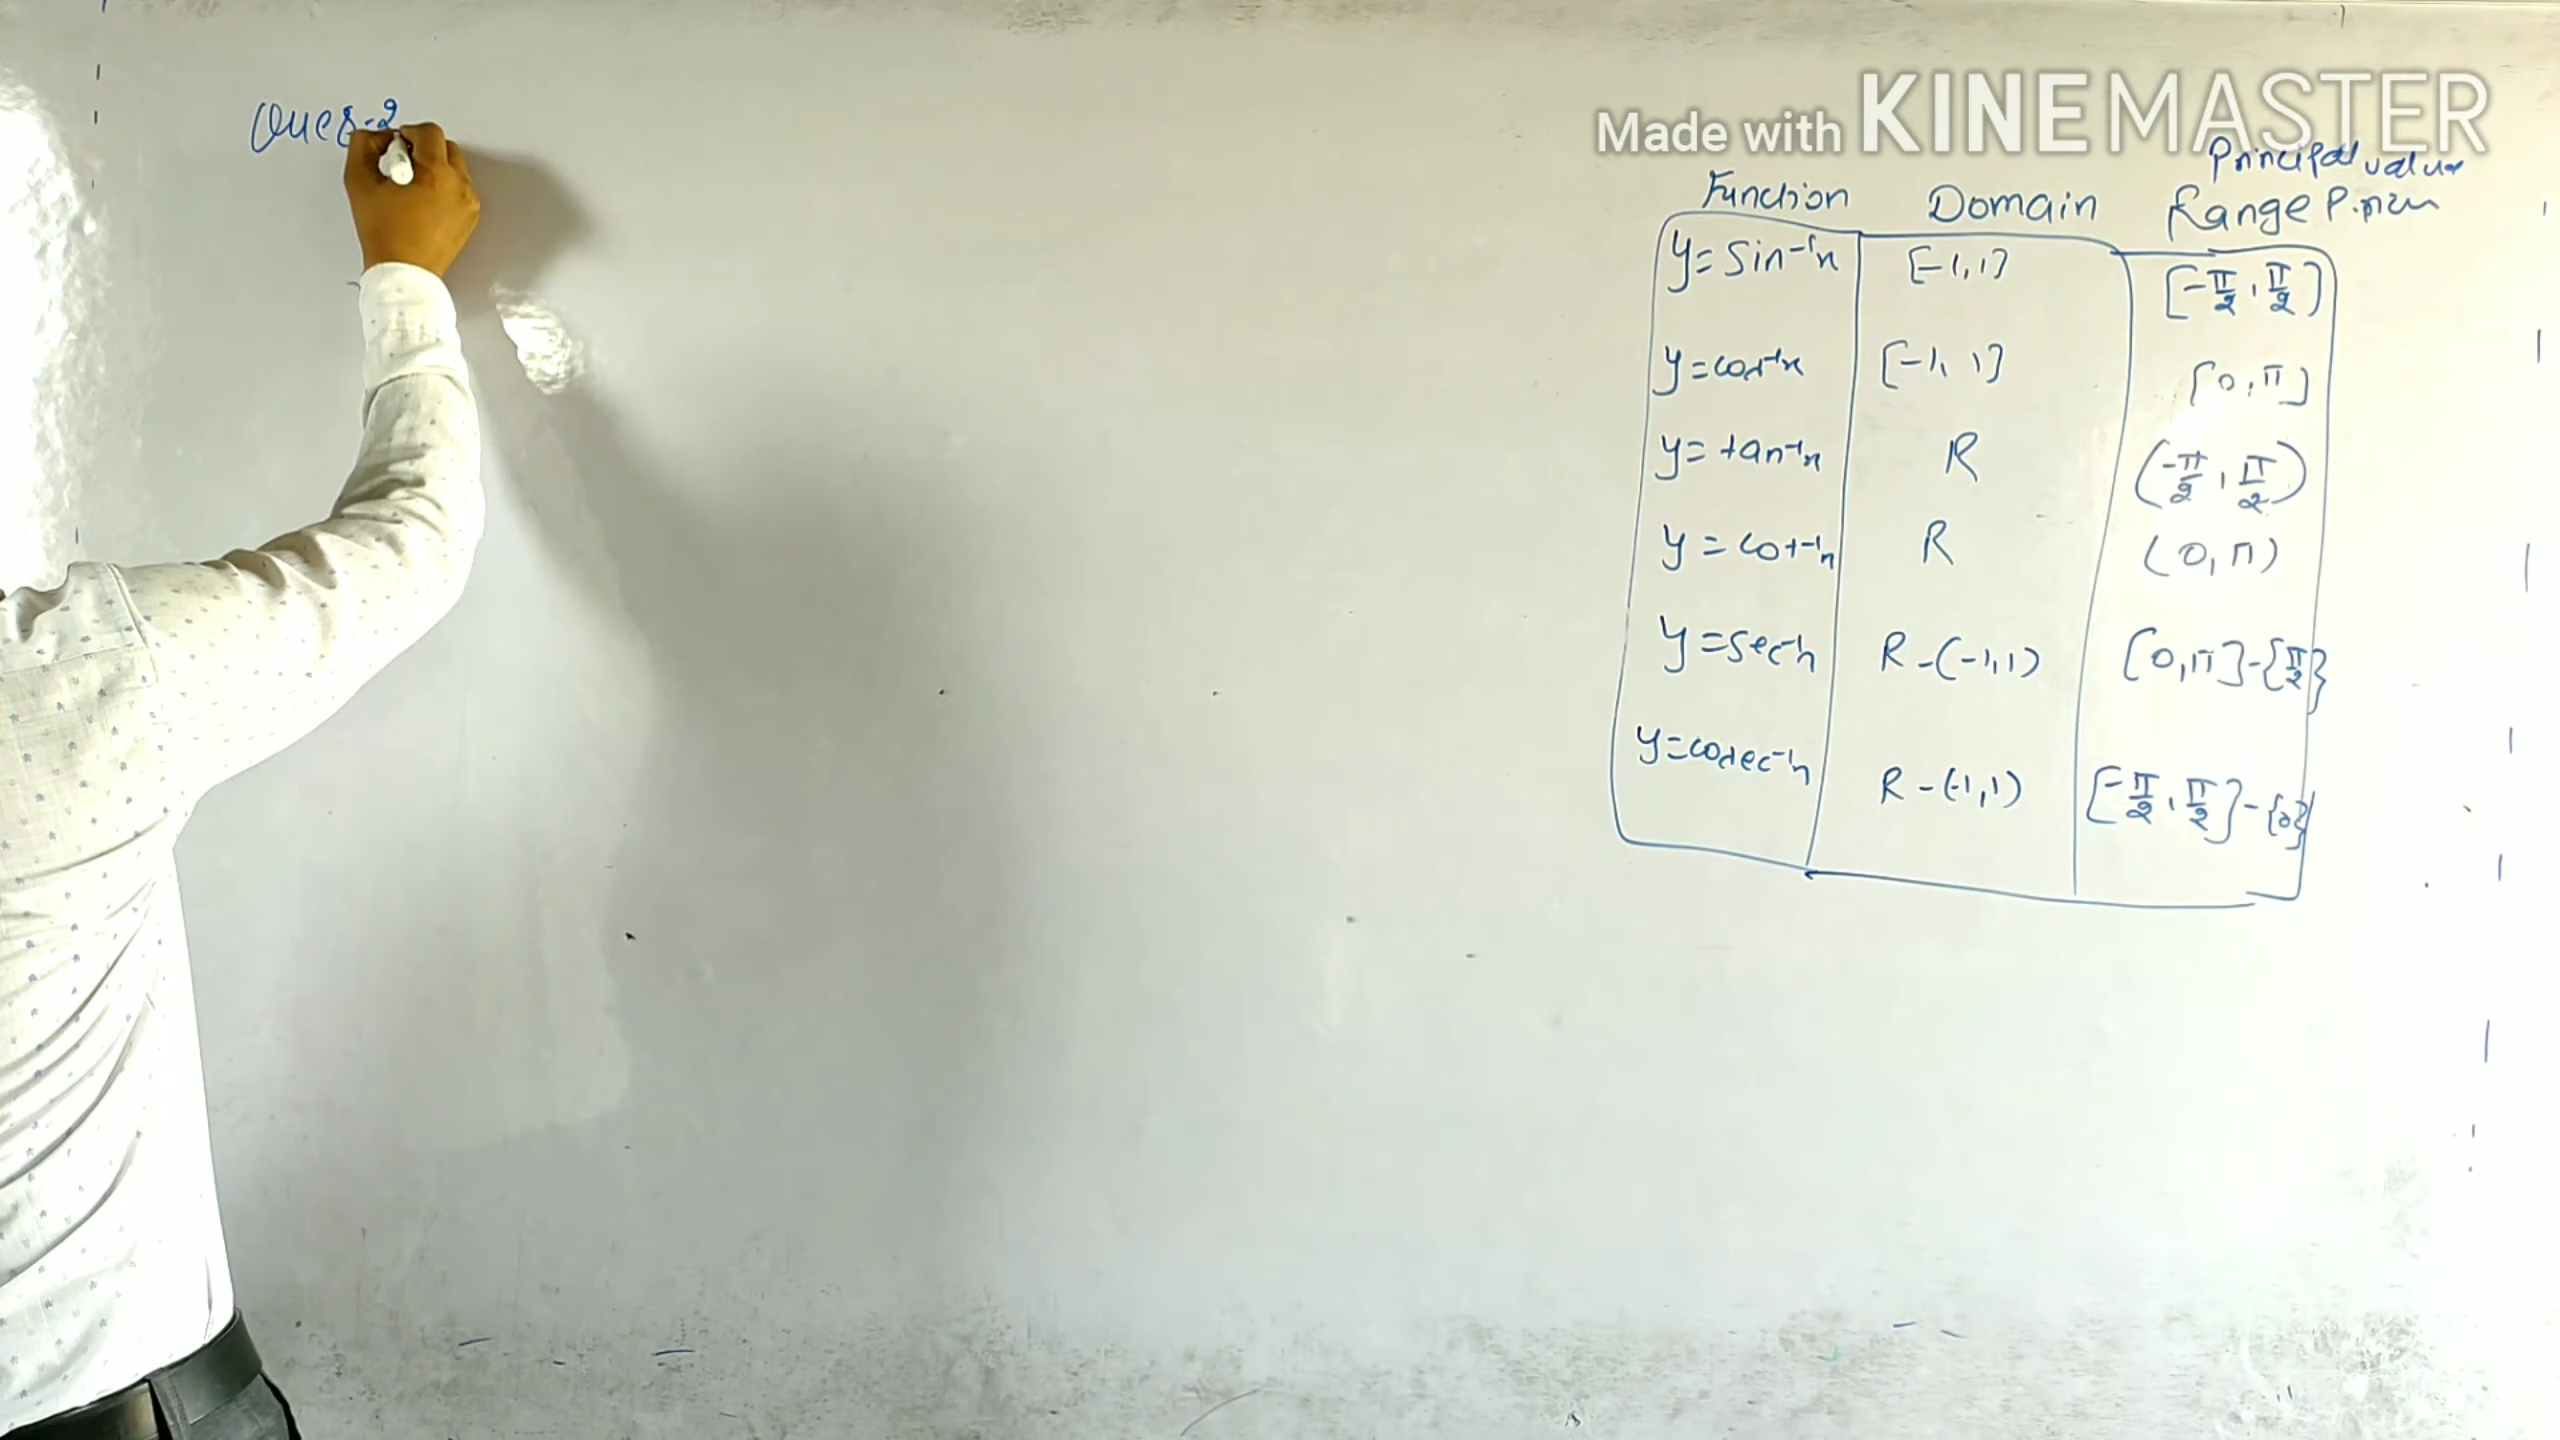 Ques-2
Made with KINEMASTER
Principal value
Function Domain Range
y = sin⁻¹x [-1, 1] [-π/2, π/2]
y = cos⁻¹x [-1, 1] [0, π]
y = tan⁻¹x R (-π/2, π/2)
y = cot⁻¹x R (0, π)
y = sec⁻¹x R - (-1, 1) [0, π] - {π/2}
y = cosec⁻¹x R - (-1, 1) [-π/2, π/2] - {0}